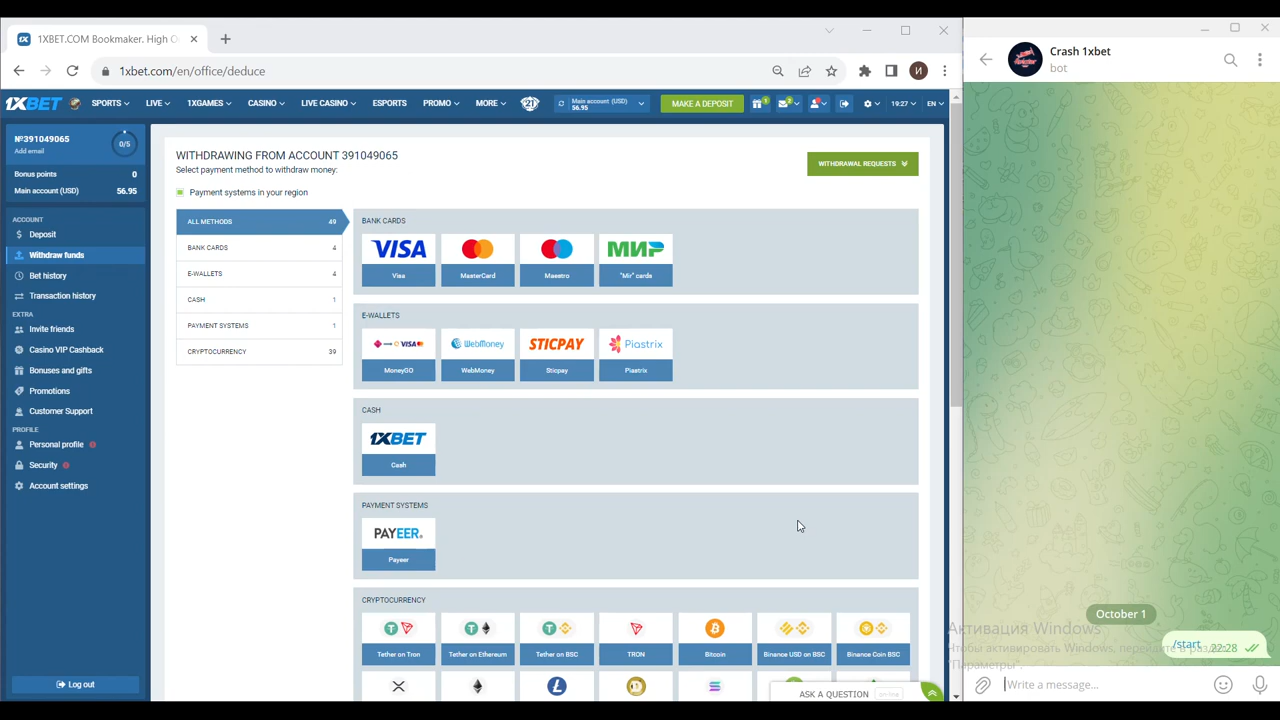 1XBET.COM Bookmaker. High O
1xbet.com/en/office/deduce
И
1XBET
SPORTS
LIVE
1XGAMES
CASINO
LIVE CASINO
ESPORTS
PROMO
MORE
21
Main account (USD)
56.95
MAKE A DEPOSIT
19:27
EN
№391049065
Add email
0/5
Bonus points 0
Main account (USD) 56.95
ACCOUNT
Deposit
Withdraw funds
Bet history
Transaction history
EXTRA
Invite friends
Casino VIP Cashback
Bonuses and gifts
Promotions
Customer Support
PROFILE
Personal profile
Security
Account settings
Log out
WITHDRAWING FROM ACCOUNT 391049065
Select payment method to withdraw money:
WITHDRAWAL REQUESTS
Payment systems in your region
ALL METHODS 49
BANK CARDS 4
E-WALLETS 4
CASH 1
PAYMENT SYSTEMS 1
CRYPTOCURRENCY 39
BANK CARDS
VISA
МИР
Visa
MasterCard
Maestro
"Mir" cards
E-WALLETS
VISA
WebMoney
STICPAY
Piastrix
MoneyGO
WebMoney
Sticpay
Piastrix
CASH
1XBET
Cash
PAYMENT SYSTEMS
PAYEER
Payeer
CRYPTOCURRENCY
Tether on Tron
Tether on Ethereum
Tether on BSC
TRON
Bitcoin
Binance USD on BSC
Binance Coin BSC
ASK A QUESTION
online
Crash 1xbet
bot
October 1
/start
22:28
Активация Windows
Чтобы активировать Windows, перейдите в раздел
"Параметры".
Write a message...